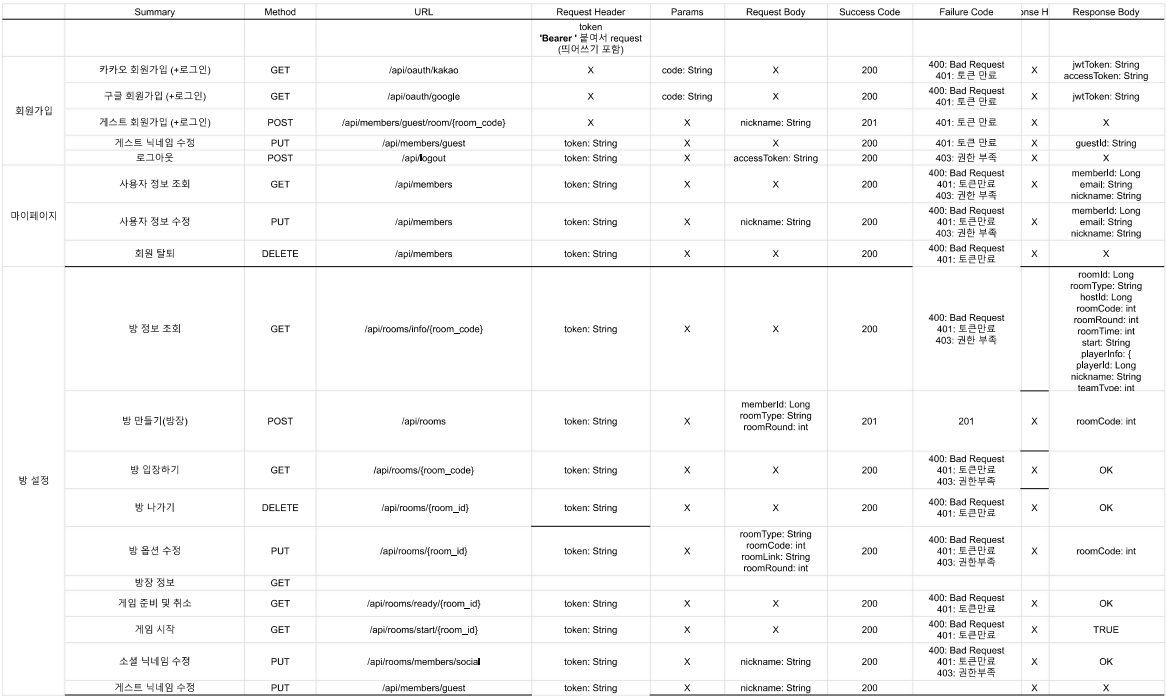 Summary Method URL Request Header Params Request Body Success Code Failure Code nse H Response Body
token
'Bearer ' 붙여서 request
(띄어쓰기 포함)
회원가입
카카오 회원가입 (+로그인) GET /api/oauth/kakao X code: String X 200 400: Bad Request 401: 토큰 만료 X jwtToken: String accessToken: String
구글 회원가입 (+로그인) GET /api/oauth/google X code: String X 200 400: Bad Request 401: 토큰 만료 X jwtToken: String
게스트 회원가입 (+로그인) POST /api/members/guest/room/{room_code} X X nickname: String 201 401: 토큰 만료 X X
게스트 닉네임 수정 PUT /api/members/guest token: String X X 200 401: 토큰 만료 X guestId: String
로그아웃 POST /api/logout token: String X accessToken: String 200 403: 권한 부족 X X
마이페이지
사용자 정보 조회 GET /api/members token: String X X 200 400: Bad Request 401: 토큰만료 403: 권한 부족 X memberId: Long email: String nickname: String
사용자 정보 수정 PUT /api/members token: String X nickname: String 200 400: Bad Request 401: 토큰만료 403: 권한 부족 X memberId: Long email: String nickname: String
회원 탈퇴 DELETE /api/members token: String X X 200 400: Bad Request 401: 토큰만료 X X
방 설정
방 정보 조회 GET /api/rooms/info/{room_code} token: String X X 200 400: Bad Request 401: 토큰만료 403: 권한 부족 roomId: Long roomType: String hostId: Long roomCode: int roomRound: int roomTime: int start: String playerInfo: { playerId: Long nickname: String teamType: int
방 만들기(방장) POST /api/rooms token: String X memberId: Long roomType: String roomRound: int 201 201 X roomCode: int
방 입장하기 GET /api/rooms/{room_code} token: String X X 200 400: Bad Request 401: 토큰만료 403: 권한부족 X OK
방 나가기 DELETE /api/rooms/{room_id} token: String X X 200 400: Bad Request 401: 토큰만료 X OK
방 옵션 수정 PUT /api/rooms/{room_id} token: String X roomType: String roomCode: int roomLink: String roomRound: int 200 400: Bad Request 401: 토큰만료 403: 권한부족 X roomCode: int
방장 정보 GET
게임 준비 및 취소 GET /api/rooms/ready/{room_id} token: String X X 200 400: Bad Request 401: 토큰만료 X OK
게임 시작 GET /api/rooms/start/{room_id} token: String X X 200 400: Bad Request 401: 토큰만료 X TRUE
소셜 닉네임 수정 PUT /api/rooms/members/social token: String X nickname: String 200 400: Bad Request 401: 토큰만료 403: 권한부족 X OK
게스트 닉네임 수정 PUT /api/members/guest token: String X nickname: String 200 X X